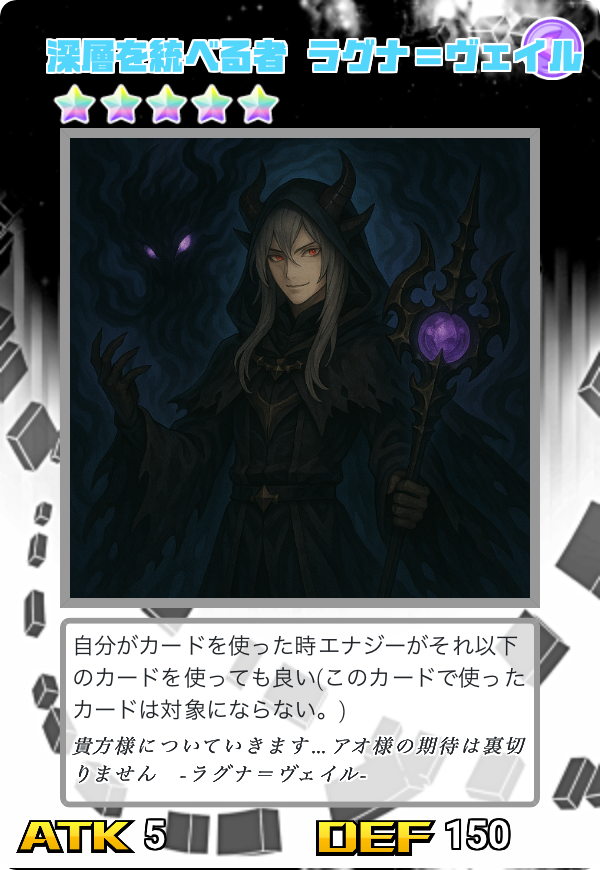 深層を統べる者 ラグナ＝ヴェイル
自分がカードを使った時エナジーがそれ以下
のカードを使っても良い(このカードで使った
カードは対象にならない。)
貴方様についていきます...アオ様の期待は裏切
りません　-ラグナ＝ヴェイル-
ATK 5 DEF 150